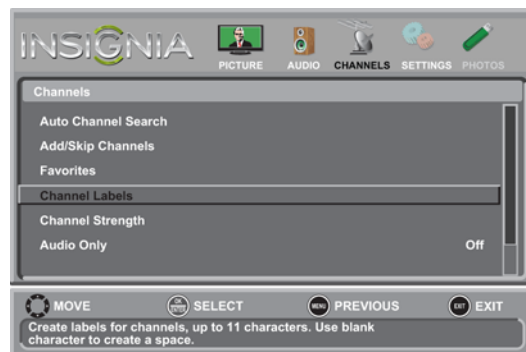 INSIGNIA
PICTURE AUDIO CHANNELS SETTINGS PHOTOS
Channels
Auto Channel Search
Add/Skip Channels
Favorites
Channel Labels
Channel Strength
Audio Only Off
MOVE OK ENTER SELECT MENU PREVIOUS EXIT EXIT
Create labels for channels, up to 11 characters. Use blank
character to create a space.